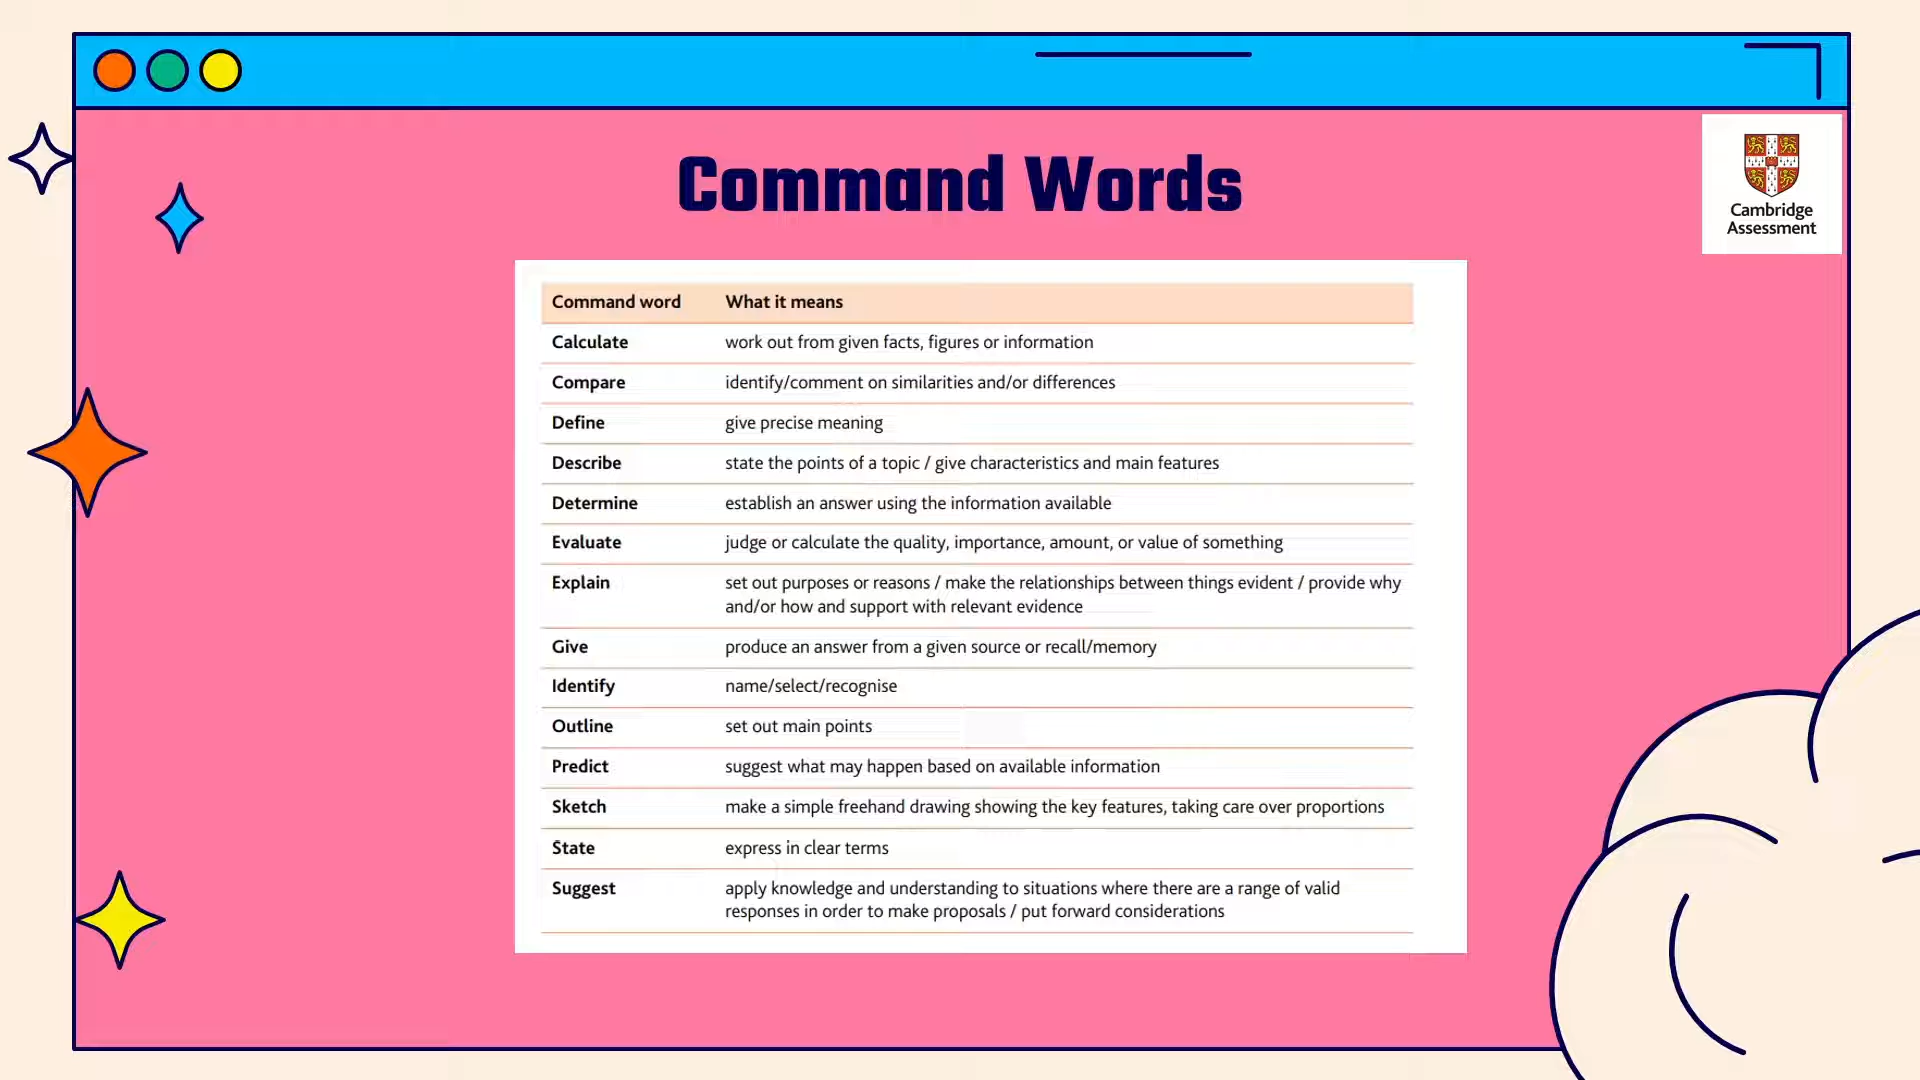 Command Words
Cambridge
Assessment
Command word What it means
Calculate work out from given facts, figures or information
Compare identify/comment on similarities and/or differences
Define give precise meaning
Describe state the points of a topic / give characteristics and main features
Determine establish an answer using the information available
Evaluate judge or calculate the quality, importance, amount, or value of something
Explain set out purposes or reasons / make the relationships between things evident / provide why
and/or how and support with relevant evidence
Give produce an answer from a given source or recall/memory
Identify name/select/recognise
Outline set out main points
Predict suggest what may happen based on available information
Sketch make a simple freehand drawing showing the key features, taking care over proportions
State express in clear terms
Suggest apply knowledge and understanding to situations where there are a range of valid
responses in order to make proposals / put forward considerations